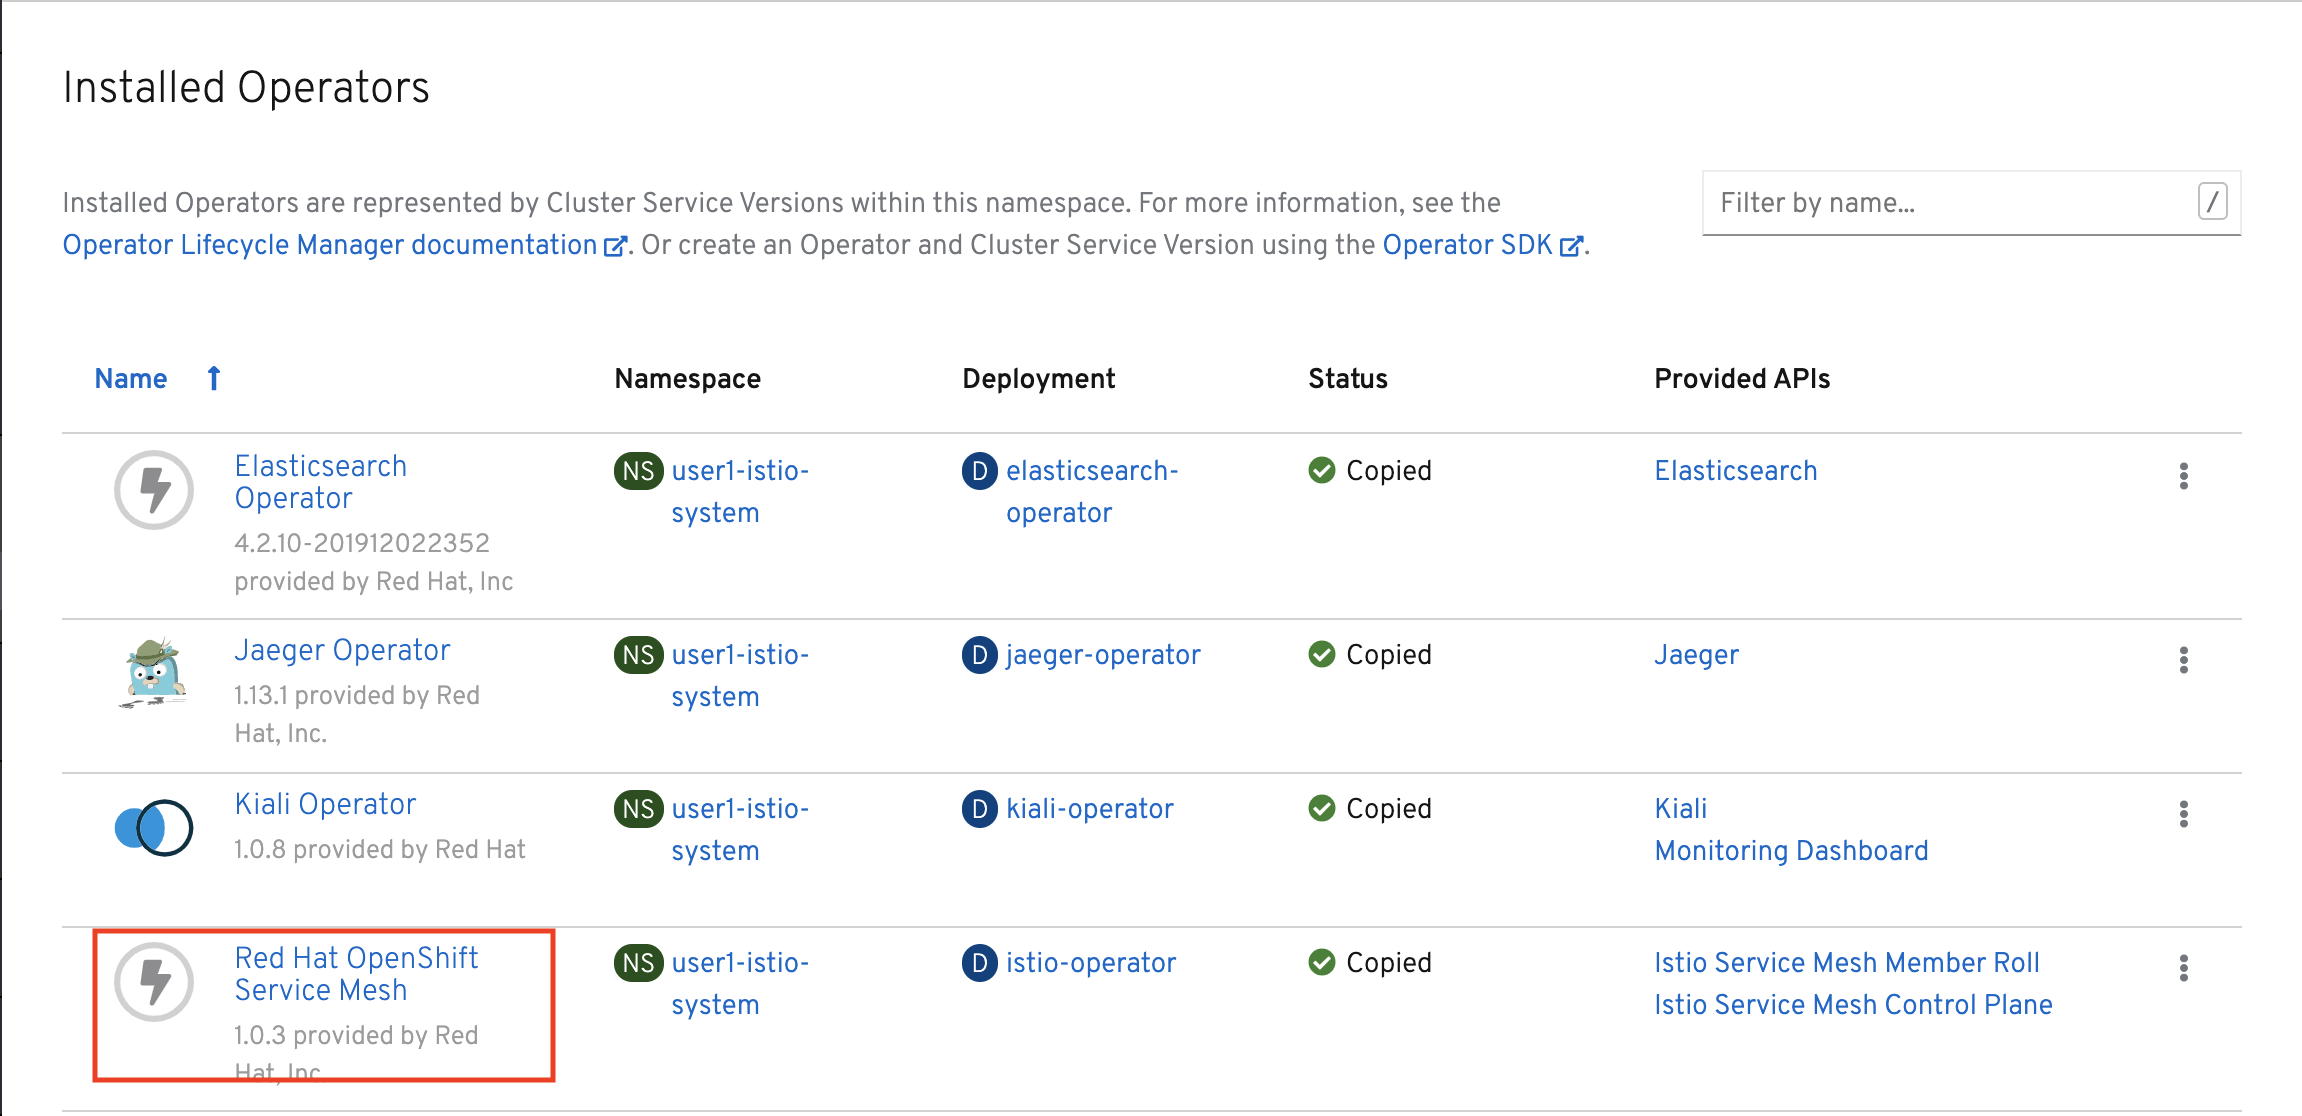 Installed Operators
Installed Operators are represented by Cluster Service Versions within this namespace. For more information, see the
Operator Lifecycle Manager documentation. Or create an Operator and Cluster Service Version using the Operator SDK.
Filter by name...
/
Name Namespace Deployment Status Provided APIs
Elasticsearch
Operator
4.2.10-201912022352
provided by Red Hat, Inc
NS user1-istio-
system
D elasticsearch-
operator
Copied
Elasticsearch
Jaeger Operator
1.13.1 provided by Red
Hat, Inc.
NS user1-istio-
system
D jaeger-operator
Copied
Jaeger
Kiali Operator
1.0.8 provided by Red Hat
NS user1-istio-
system
D kiali-operator
Copied
Kiali
Monitoring Dashboard
Red Hat OpenShift
Service Mesh
1.0.3 provided by Red
Hat, Inc.
NS user1-istio-
system
D istio-operator
Copied
Istio Service Mesh Member Roll
Istio Service Mesh Control Plane